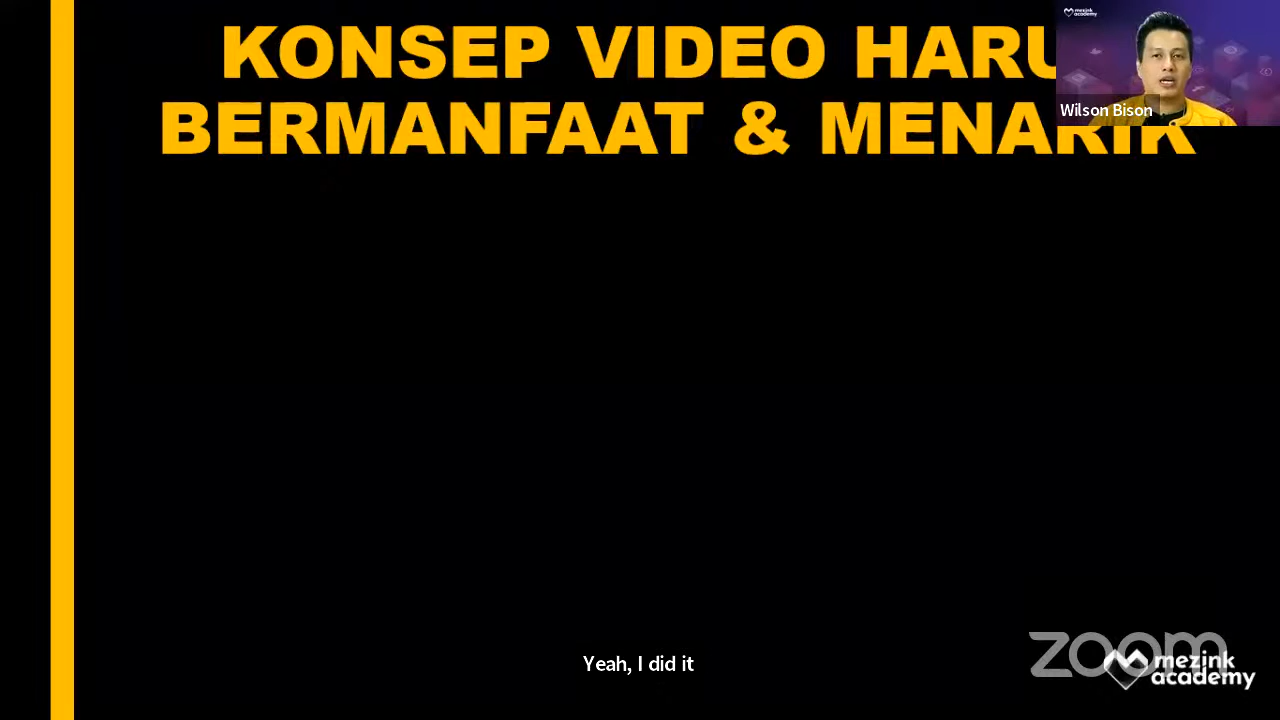 KONSEP VIDEO HARU
BERMANFAAT & MENARIK
mezink
academy
Wilson Bison
Yeah, I did it
zoom
mezink
academy